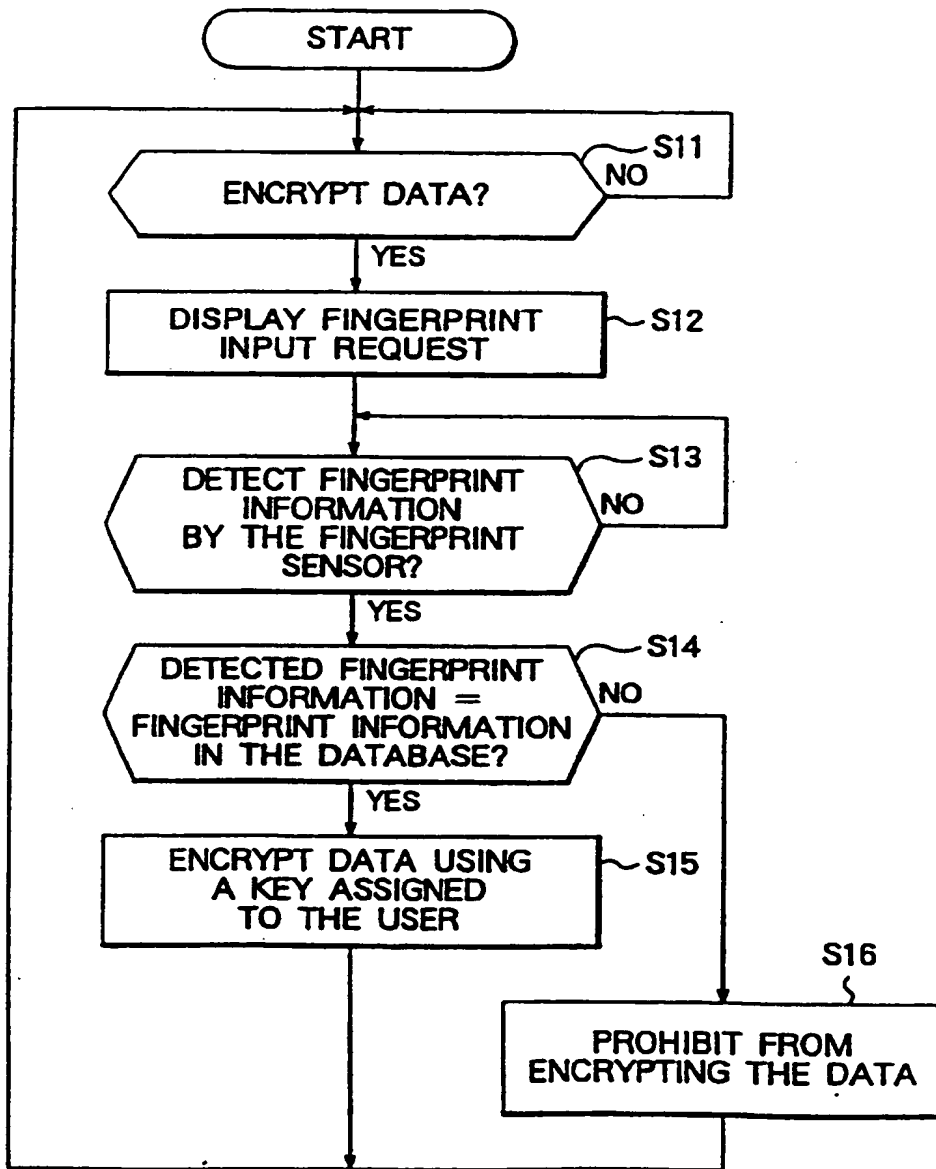 START
S11
NO
ENCRYPT DATA?
YES
DISPLAY FINGERPRINT
INPUT REQUEST
S12
S13
DETECT FINGERPRINT
INFORMATION
BY THE FINGERPRINT
SENSOR?
NO
YES
S14
DETECTED FINGERPRINT
INFORMATION =
FINGERPRINT INFORMATION
IN THE DATABASE?
NO
YES
ENCRYPT DATA USING
A KEY ASSIGNED
TO THE USER
S15
S16
PROHIBIT FROM
ENCRYPTING THE DATA